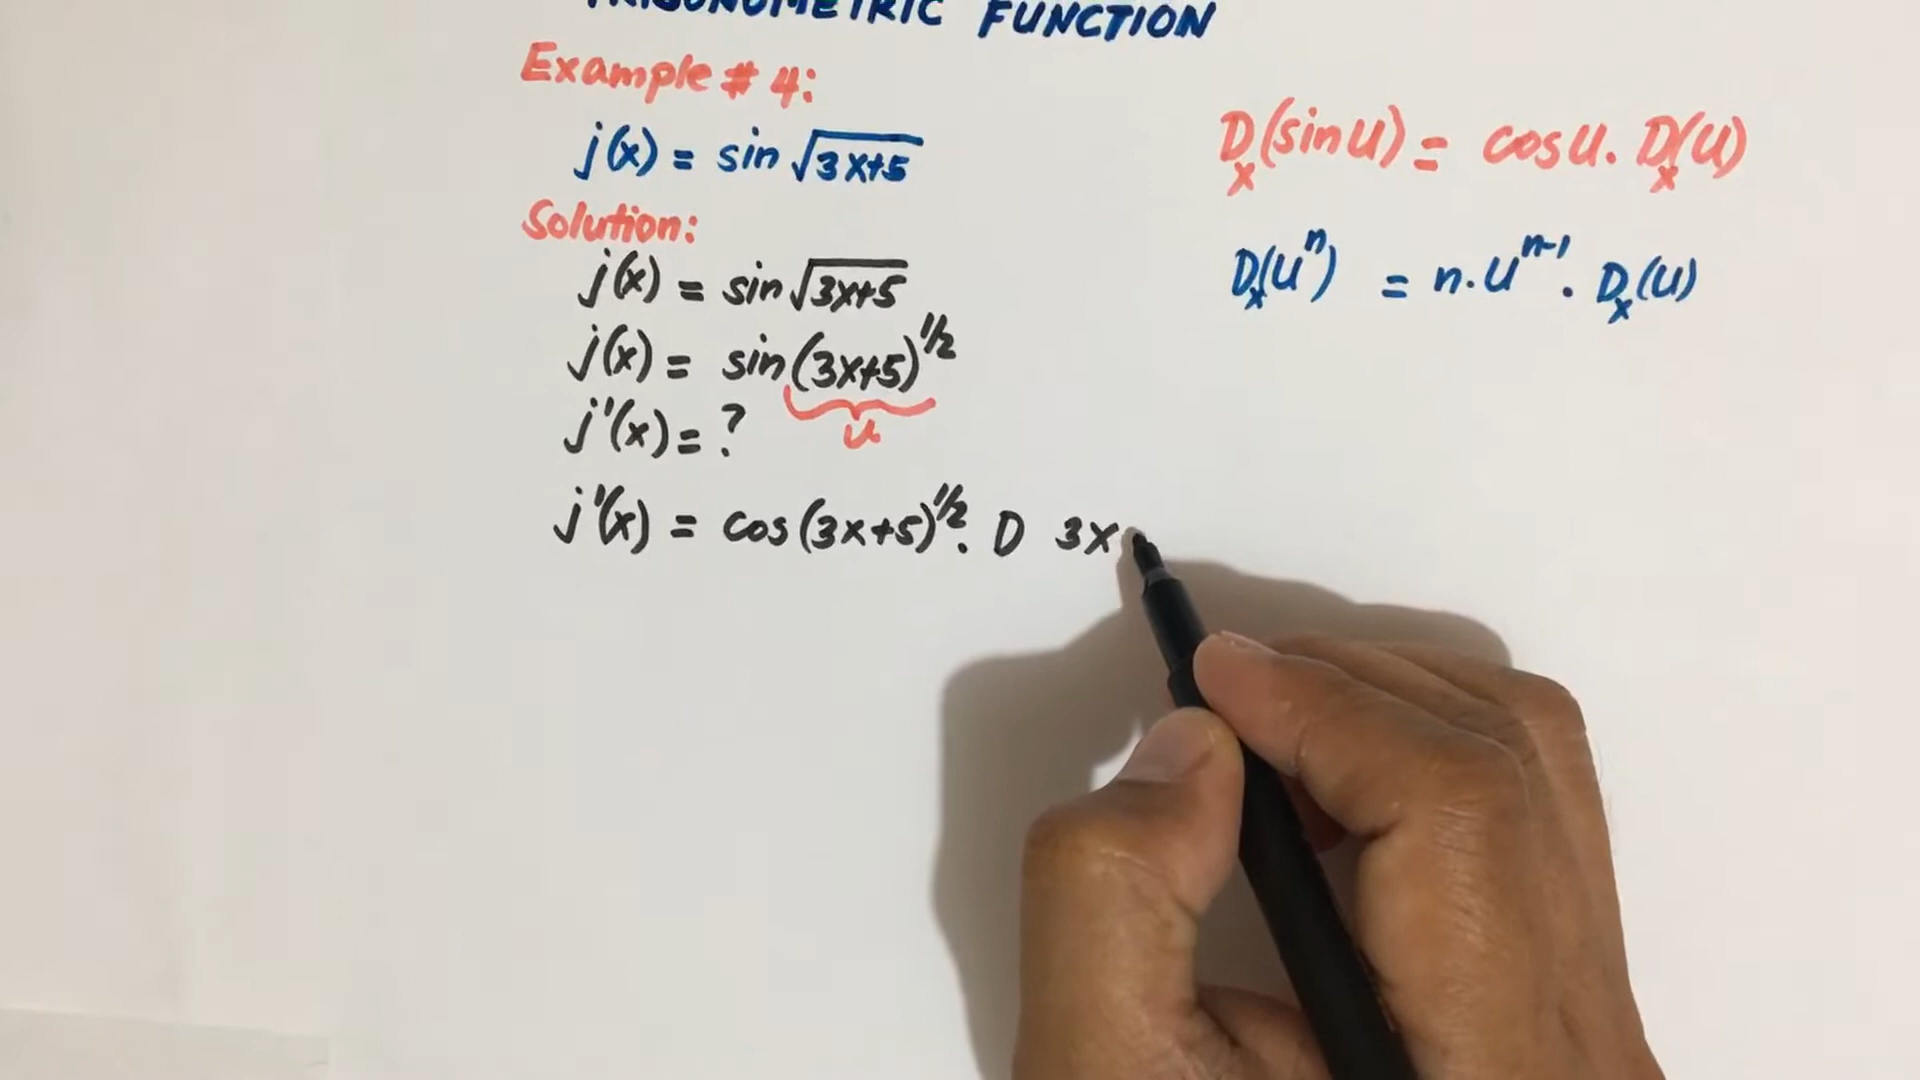 TRIGONOMETRIC FUNCTION
Example # 4:
j(x) = sin √(3x+5)
Solution:
j(x) = sin √(3x+5)
j(x) = sin (3x+5)^1/2
u
j'(x) = ?
j'(x) = cos (3x+5)^1/2 . D 3x
Dx(sin u) = cos u . Dx(u)
Dx(u^n) = n . u^n-1 . Dx(u)